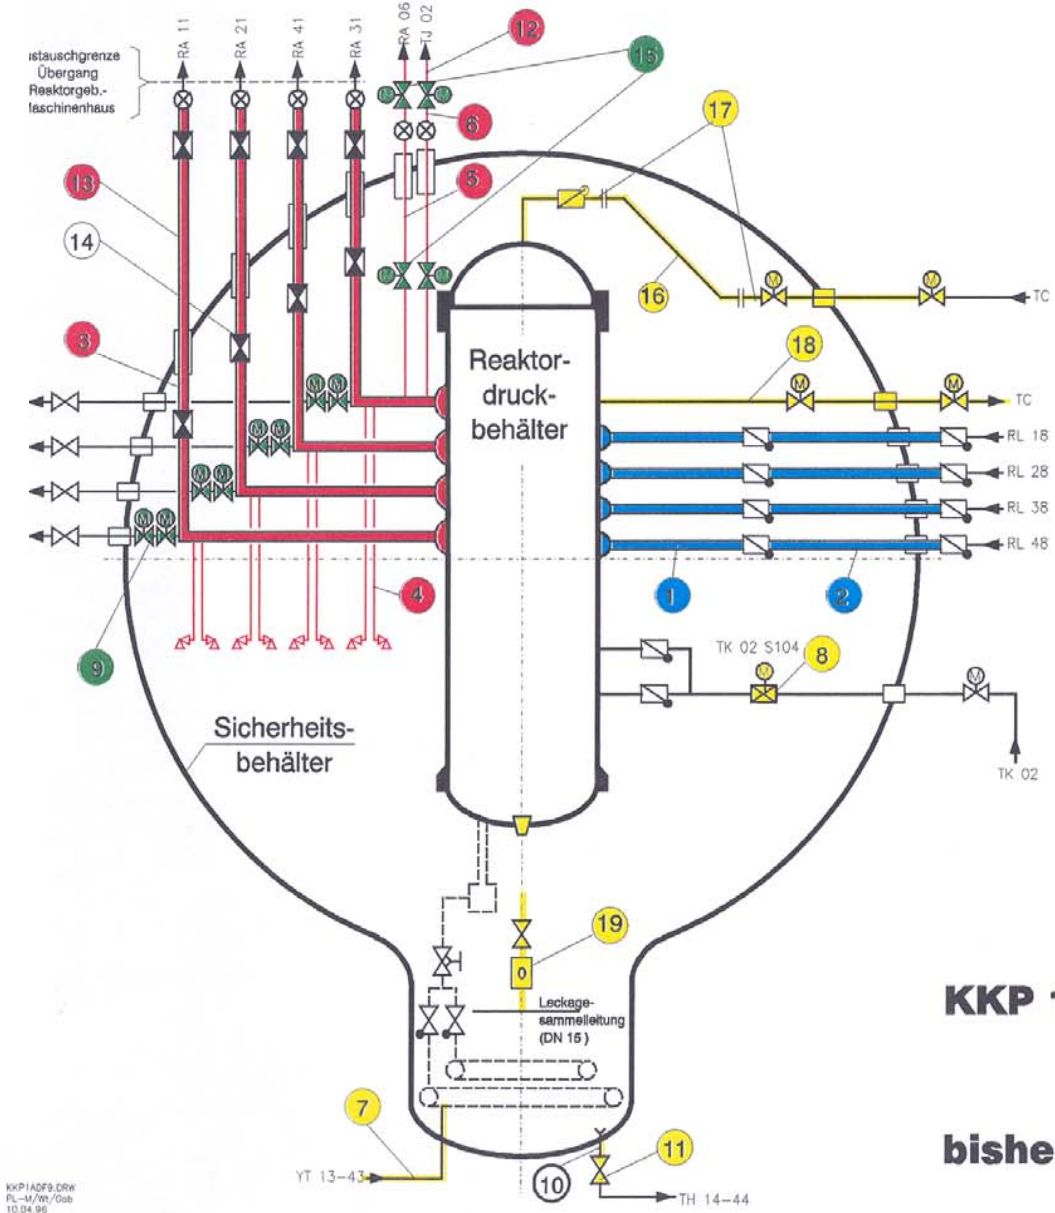 RA 11
RA 21
RA 41
RA 31
RA 06
TJ 02
12
15
ustauschgrenze
Übergang
Reaktorgeb.-
Maschinenhaus
M
M
6
17
13
5
14
M
M
16
M
M
TC
3
Reaktor-
druck-
behälter
18
M
M
TC
M
M
M
M
RL 18
M
M
RL 28
RL 38
M
M
RL 48
4
1
2
9
TK 02 S104
8
M
M
Sicherheits-
behälter
TK 02
19
0
Leckage-
sammelleitung
(DN 15)
KKP 1
7
11
YT 13-43
10
TH 14-44
bishe
KKP1ADF9.DRW
PL-M/Wt/Gob
10.04.96